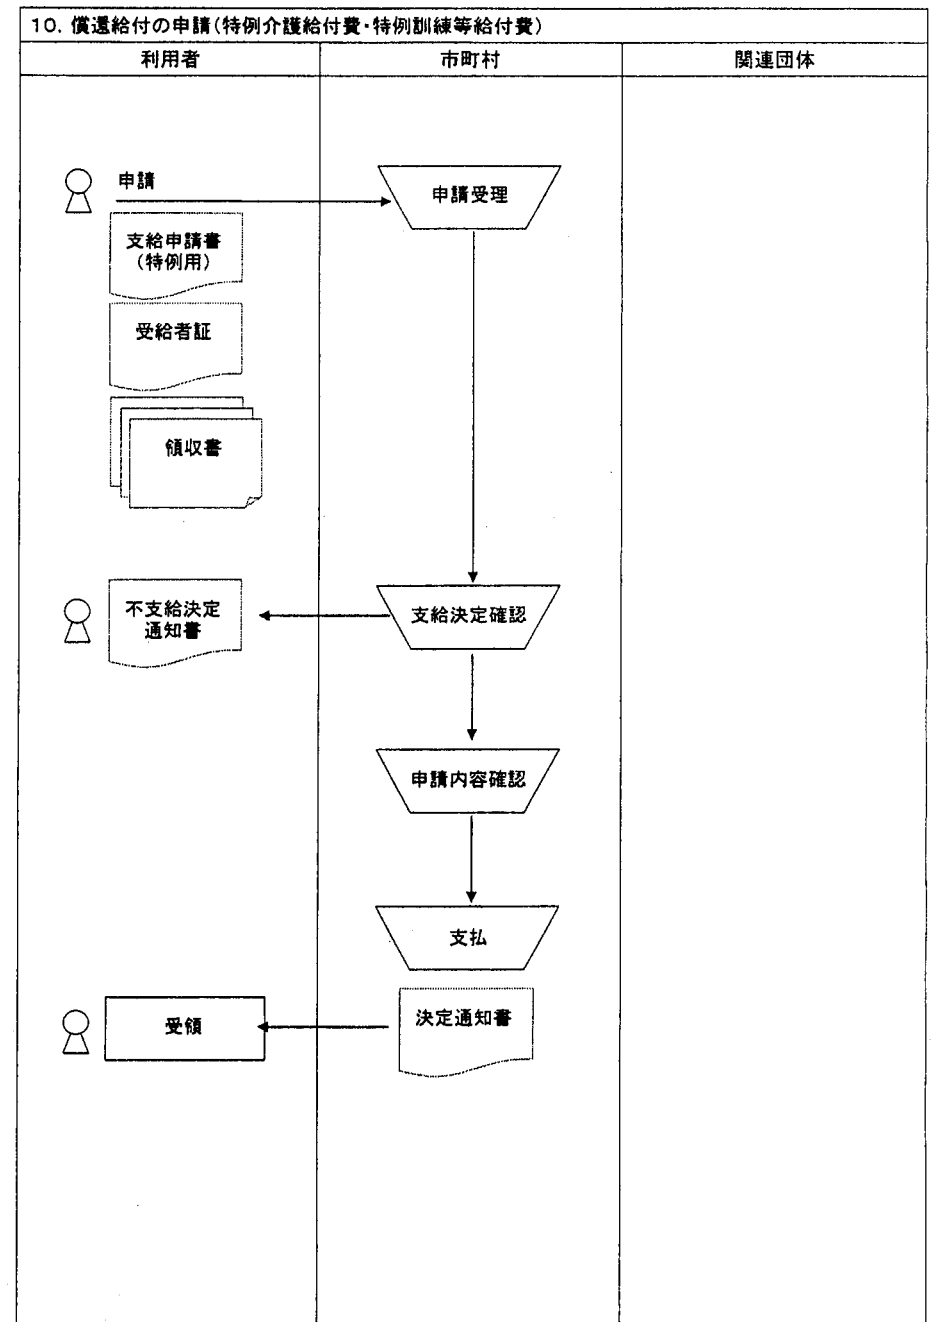 10. 償還給付の申請(特例介護給付費・特例訓練等給付費)
利用者
市町村
関連団体
申請
申請受理
支給申請書
(特例用)
受給者証
領収書
不支給決定
通知書
支給決定確認
申請内容確認
支払
受領
決定通知書